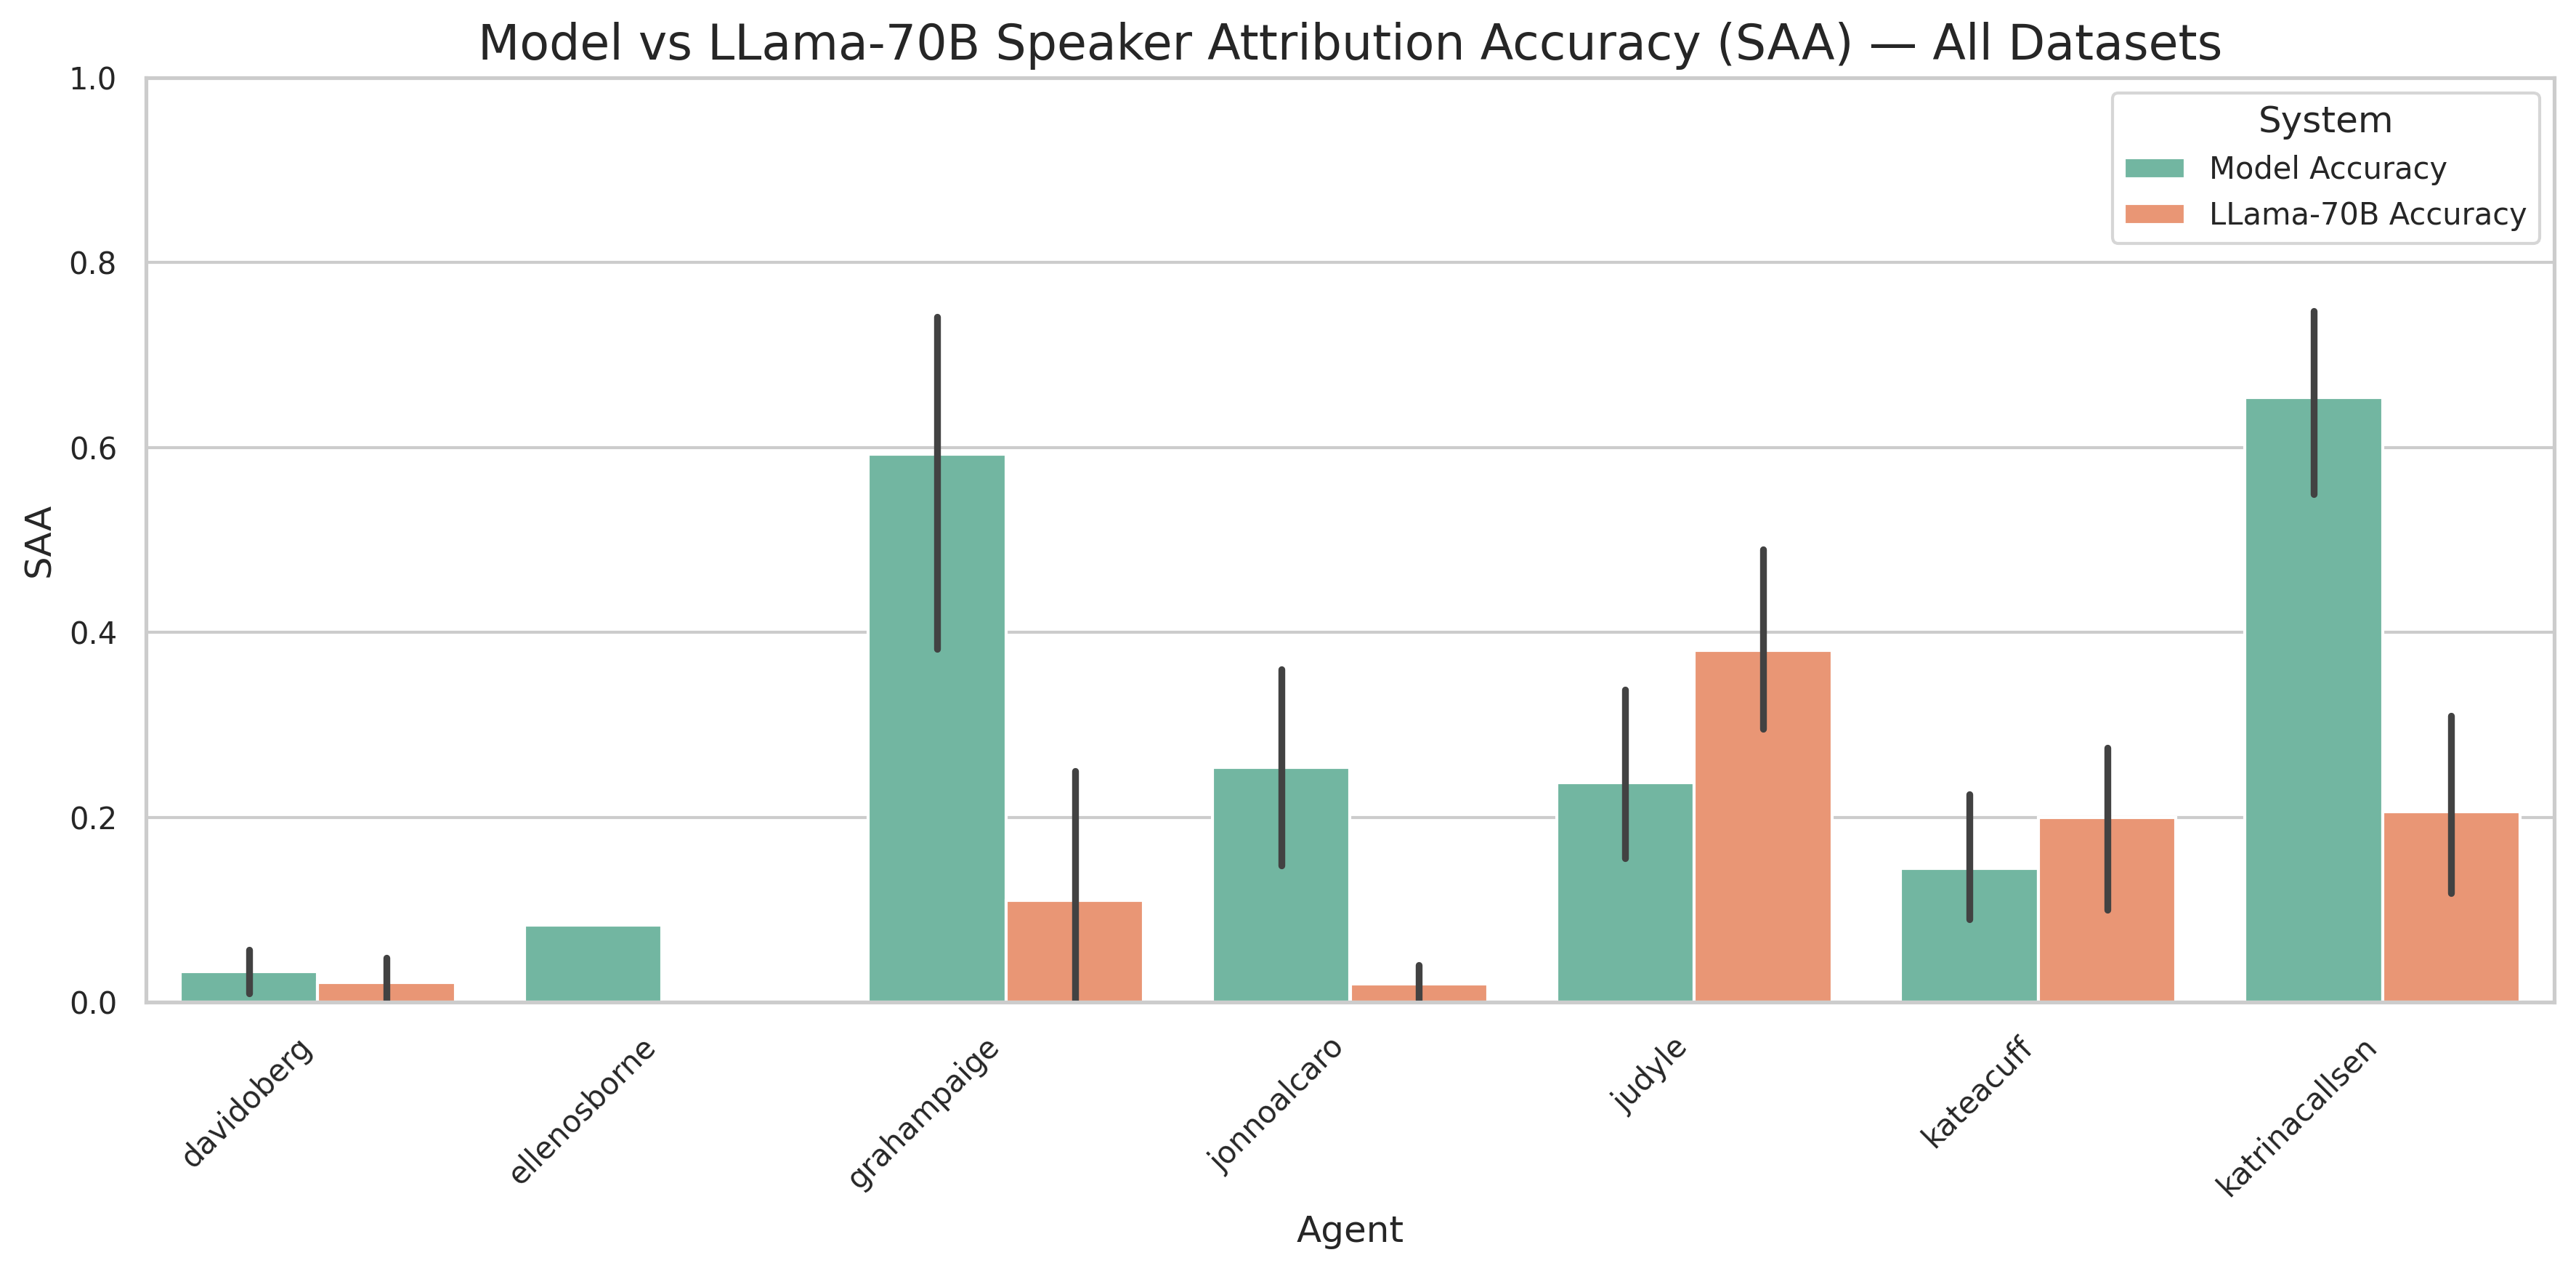 Model vs LLama-70B Speaker Attribution Accuracy (SAA) — All Datasets
System
Model Accuracy
LLama-70B Accuracy
SAA
1.0
0.8
0.6
0.4
0.2
0.0
davidoberg
ellenosborne
grahampaige
jonnoalcaro
judyle
kateacuff
katrinacallsen
Agent